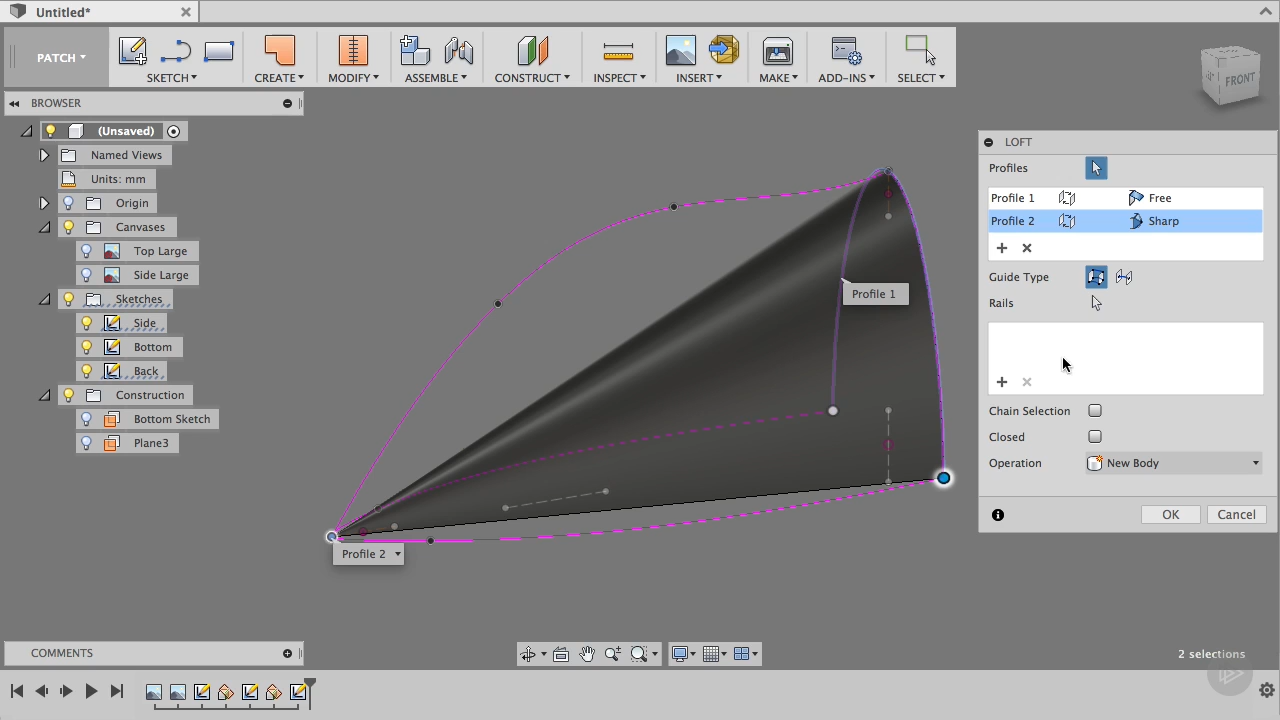 Untitled*
PATCH
SKETCH
CREATE
MODIFY
ASSEMBLE
CONSTRUCT
INSPECT
INSERT
MAKE
ADD-INS
SELECT
FRONT
BROWSER
(Unsaved)
Named Views
Units: mm
Origin
Canvases
Top Large
Side Large
Sketches
Side
Bottom
Back
Construction
Bottom Sketch
Plane3
Profile 1
Profile 2
LOFT
Profiles
Profile 1 Free
Profile 2 Sharp
Guide Type
Rails
Chain Selection
Closed
Operation New Body
OK Cancel
COMMENTS
2 selections